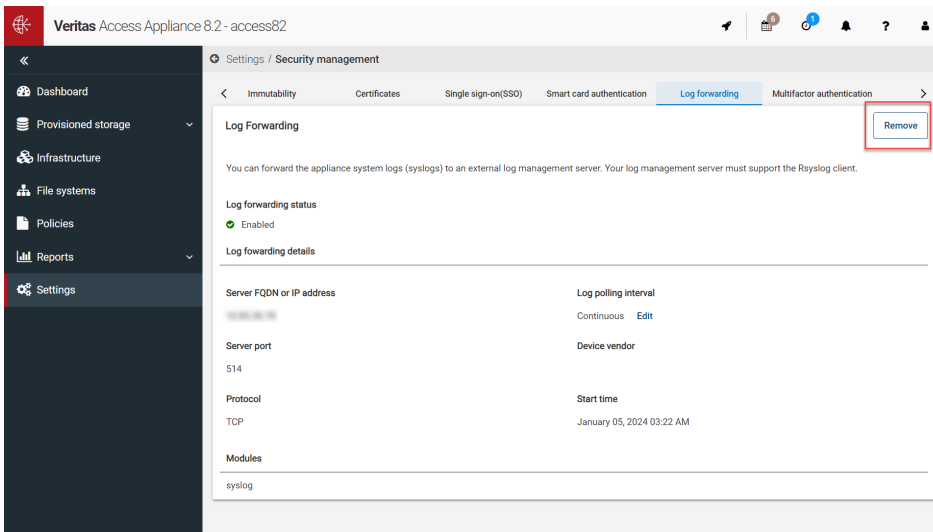 Veritas Access Appliance 8.2 - access82
6
1
?
Settings / Security management
Dashboard
Provisioned storage
Infrastructure
File systems
Policies
Reports
Settings
Immutability
Certificates
Single sign-on(SSO)
Smart card authentication
Log forwarding
Multifactor authentication
Log Forwarding
Remove
You can forward the appliance system logs (syslogs) to an external log management server. Your log management server must support the Rsyslog client.
Log forwarding status
Enabled
Log fowarding details
Server FQDN or IP address
Log polling interval
Continuous Edit
Server port
Device vendor
514
Protocol
Start time
TCP
January 05, 2024 03:22 AM
Modules
syslog